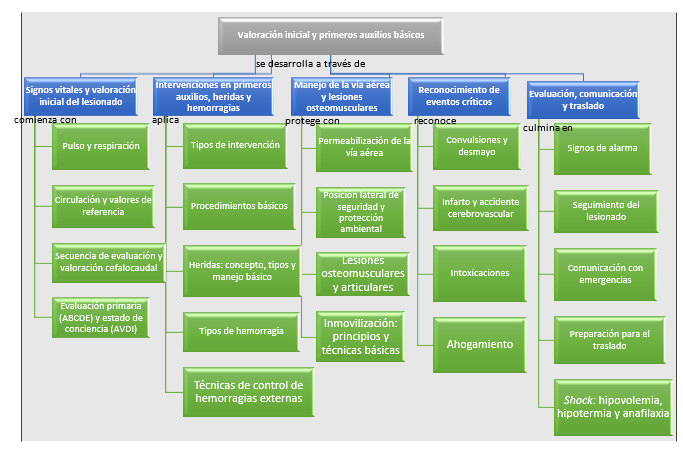 Valoración inicial y primeros auxilios básicos
se desarrolla a través de
Signos vitales y valoración
inicial del lesionado
comienza con
Pulso y respiración
Circulación y valores de
referencia
Secuencia de evaluación y
valoración cefalocaudal
Evaluación primaria
(ABCDE) y estado de
conciencia (AVDI)
Intervenciones en primeros
auxilios, heridas y
hemorragias
aplica
Tipos de intervención
Procedimientos básicos
Heridas: concepto, tipos y
manejo básico
Tipos de hemorragia
Técnicas de control de
hemorragias externas
Manejo de la vía aérea
y lesiones
osteomusculares
protege con
Permeabilización de la
vía aérea
Posición lateral de
seguridad y
protección
ambiental
Lesiones
osteomusculares
y articulares
Inmovilización:
principios y
técnicas básicas
Reconocimiento de
eventos críticos
reconoce
Convulsiones y
desmayo
Infarto y accidente
cerebrovascular
Intoxicaciones
Ahogamiento
Evaluación, comunicación
y traslado
culmina en
Signos de alarma
Seguimiento del
lesionado
Comunicación con
emergencias
Preparación para el
traslado
Shock: hipovolemia,
hipotermia y anafilaxia